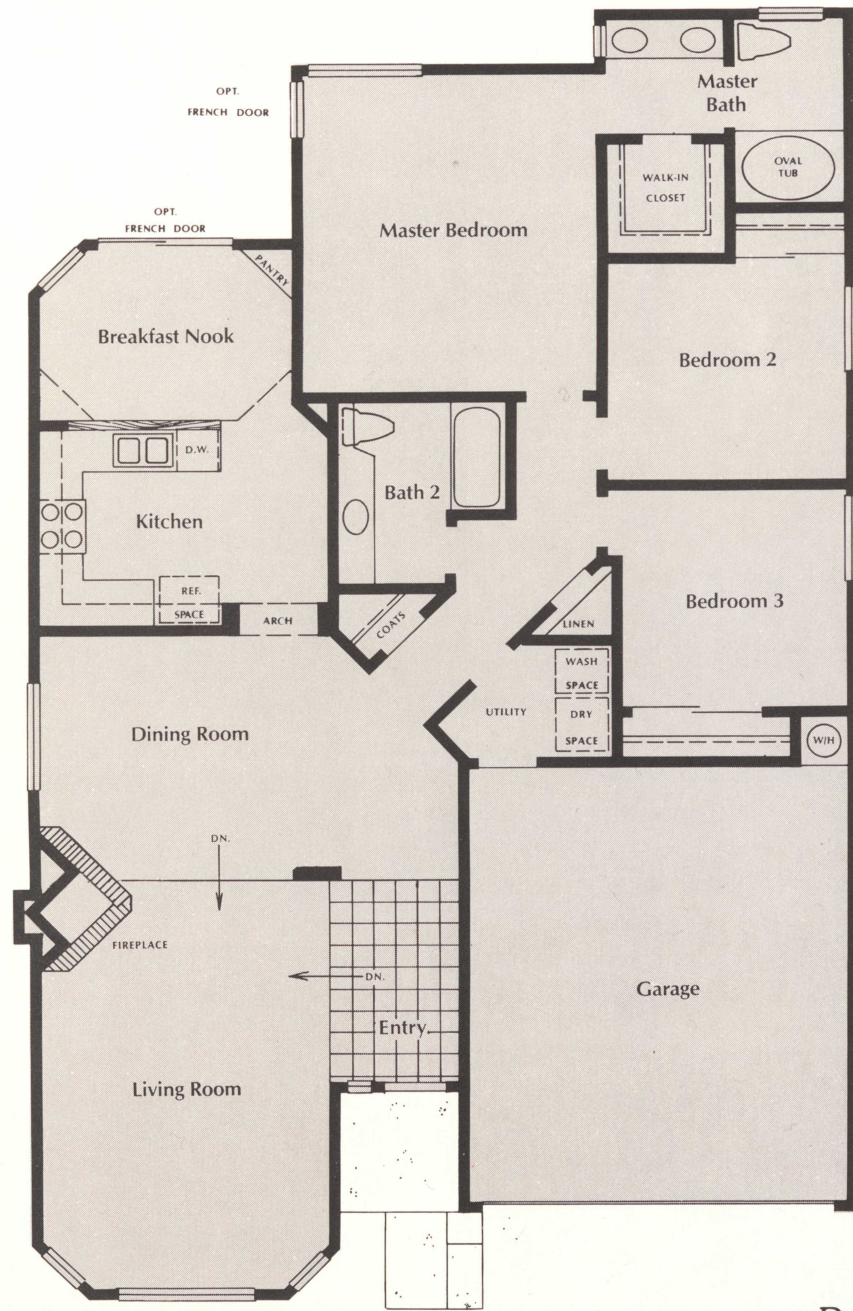 Master
Bath
OPT.
FRENCH DOOR
OVAL
TUB
WALK-IN
CLOSET
OPT.
FRENCH DOOR
Master Bedroom
PANTRY
Breakfast Nook
Bedroom 2
D.W.
Bath 2
Kitchen
REF.
SPACE
ARCH
COATS
LINEN
Bedroom 3
WASH
SPACE
UTILITY
DRY
SPACE
Dining Room
W/H
DN.
FIREPLACE
DN.
Garage
Entry
Living Room